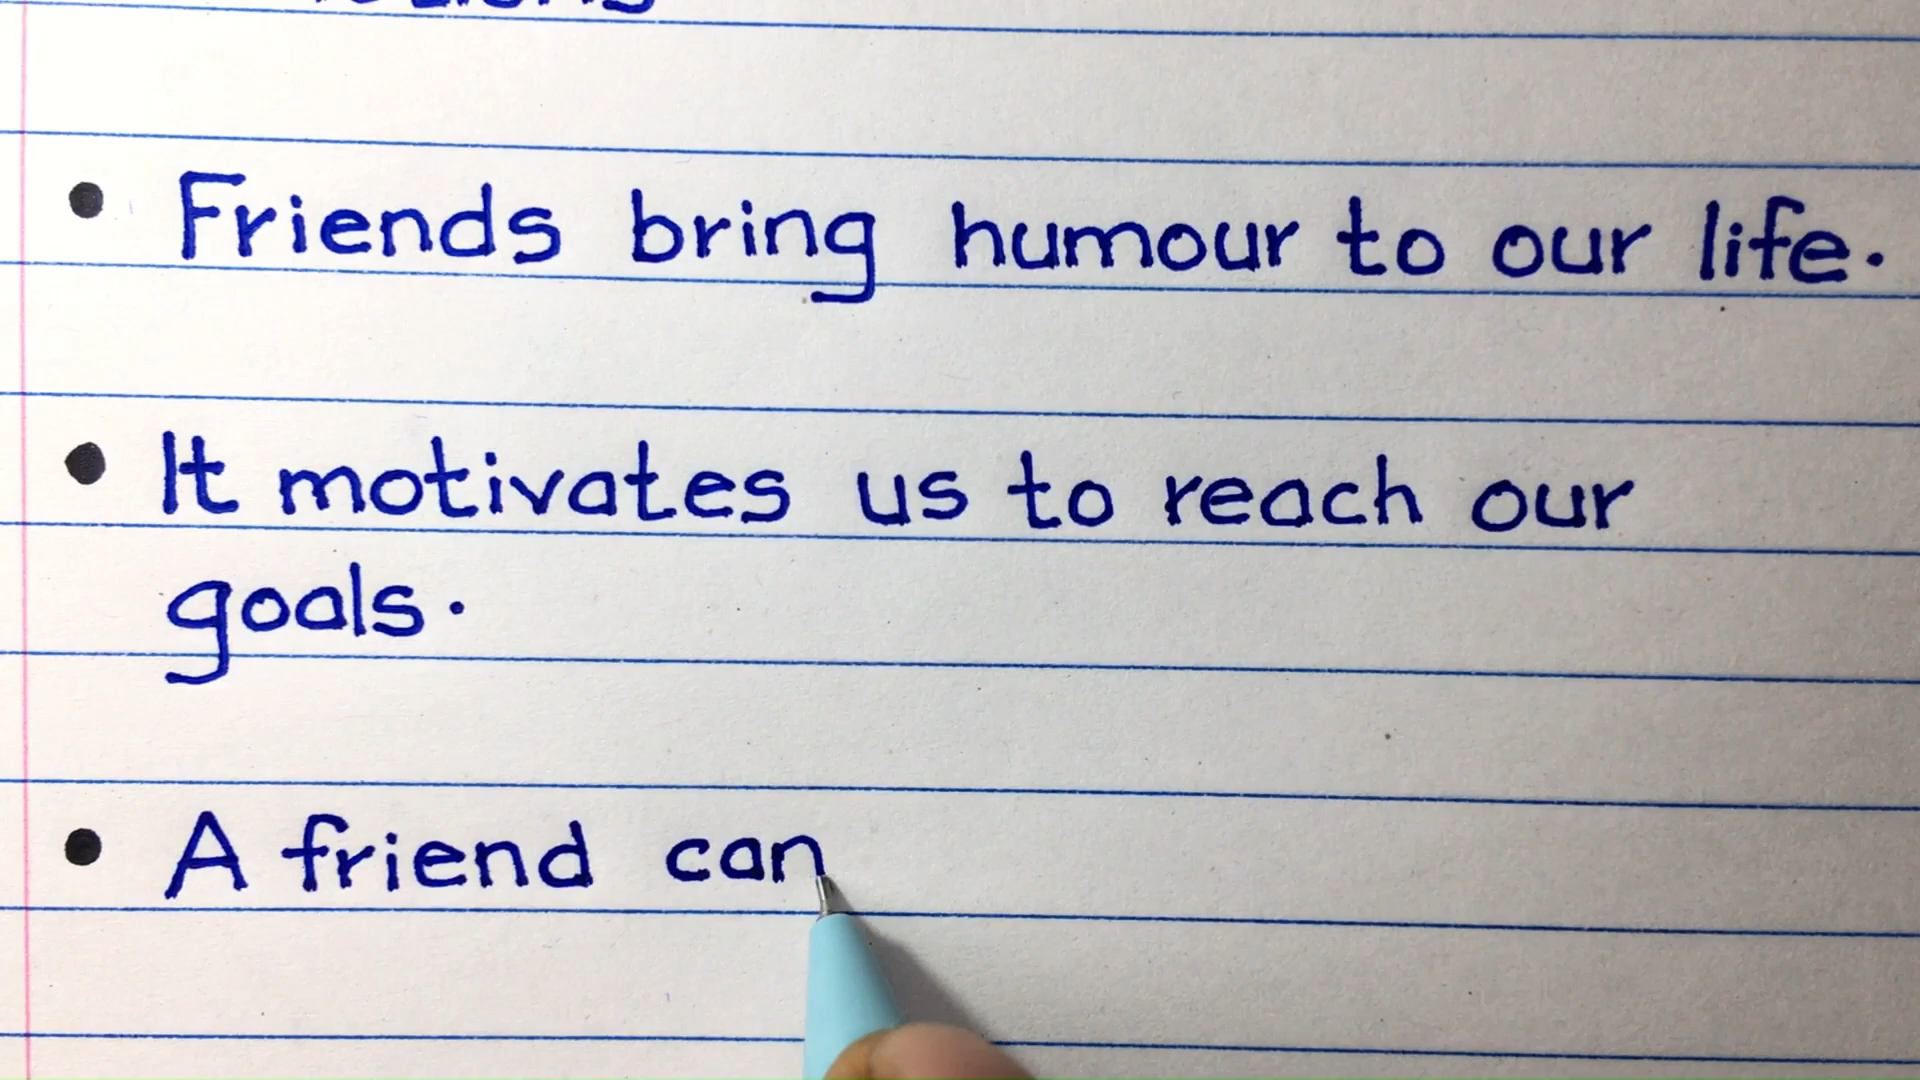 • Friends bring humour to our life.
• It motivates us to reach our
goals.
• A friend can